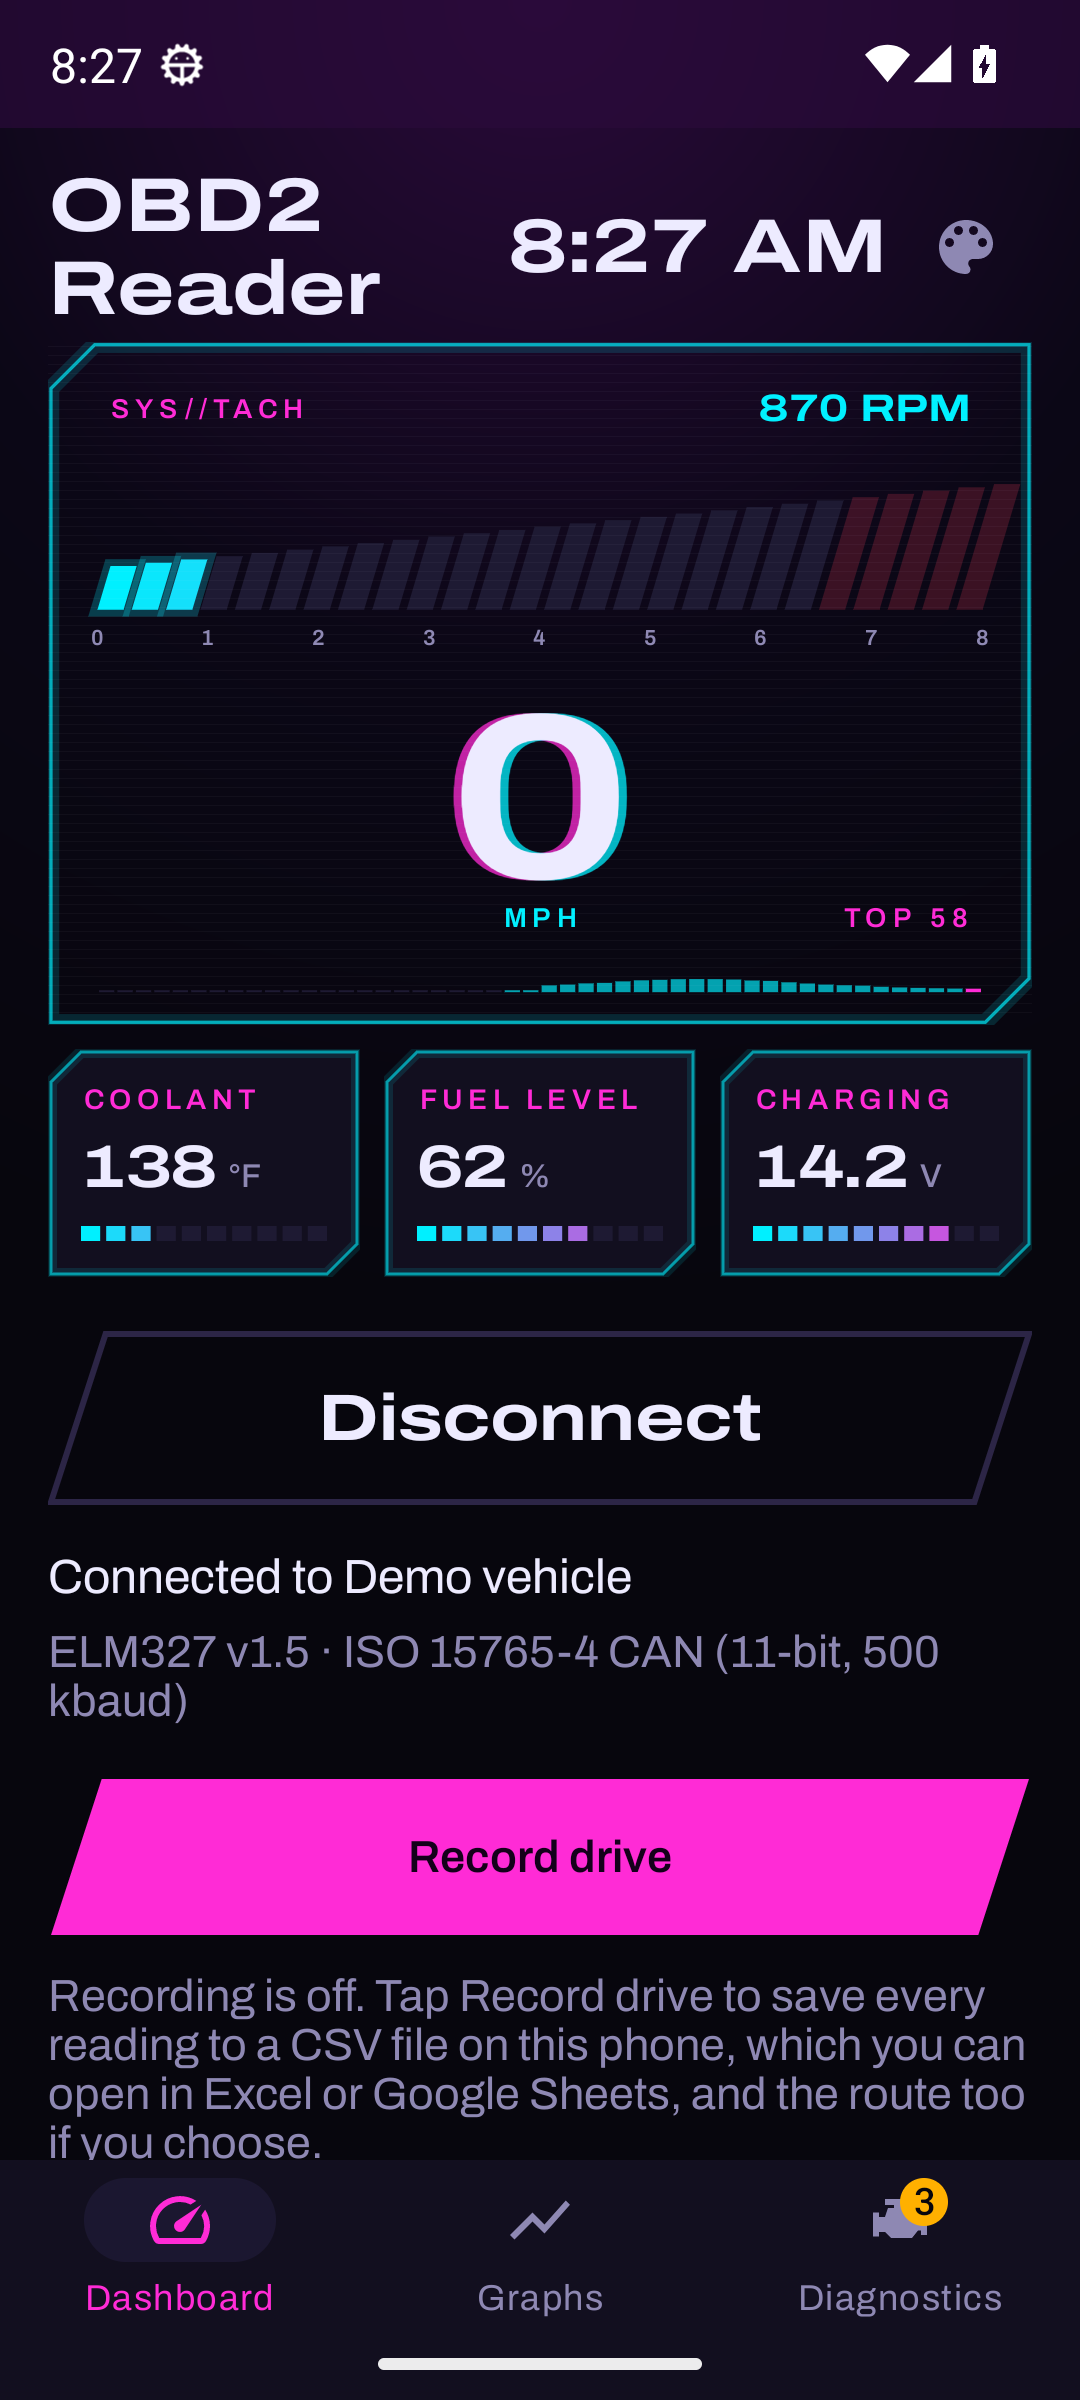 8:27
OBD2
Reader
8:27 AM
SYS//TACH
870 RPM
0 1 2 3 4 5 6 7 8
0
MPH
TOP 58
COOLANT
138 °F
FUEL LEVEL
62 %
CHARGING
14.2 V
Disconnect
Connected to Demo vehicle
ELM327 v1.5 · ISO 15765-4 CAN (11-bit, 500
kbaud)
Record drive
Recording is off. Tap Record drive to save every
reading to a CSV file on this phone, which you can
open in Excel or Google Sheets, and the route too
if you choose.
3
Dashboard
Graphs
Diagnostics